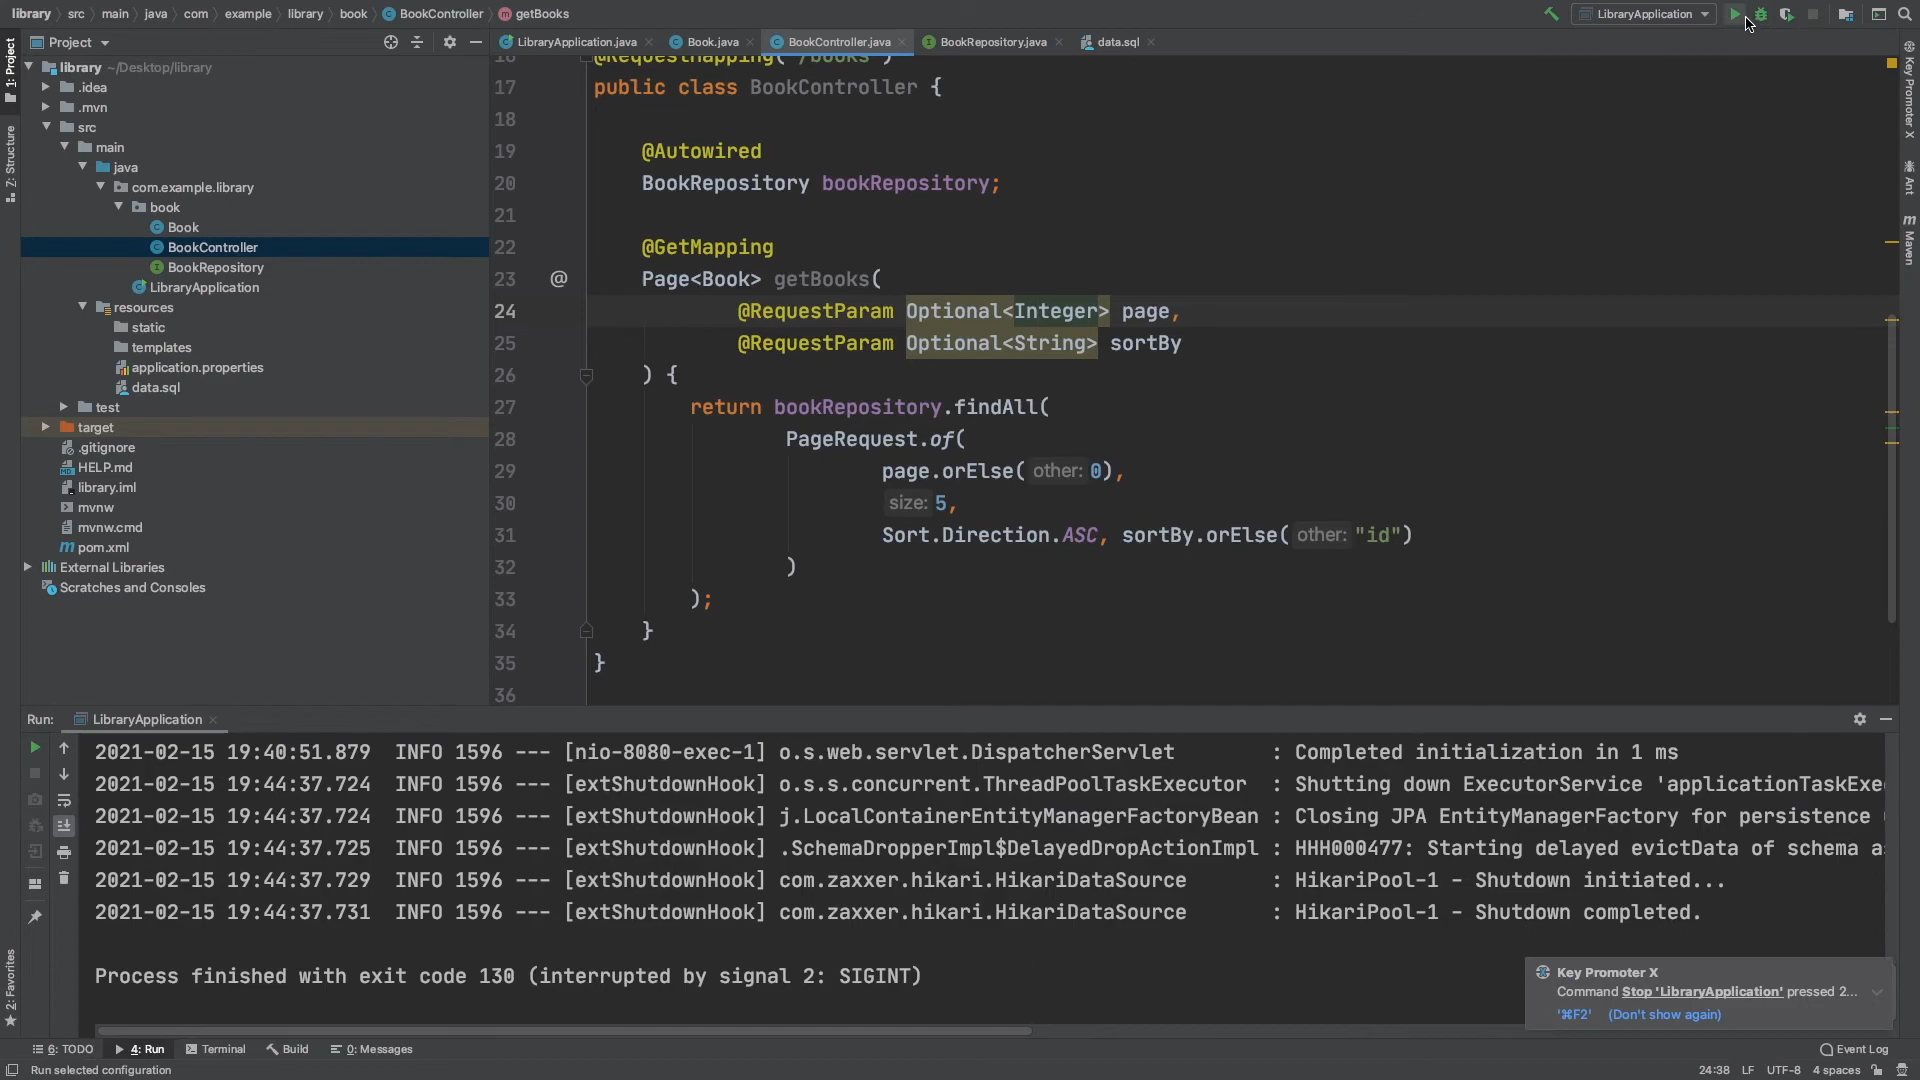 library src main java com example library book BookController getBooks
LibraryApplication
Project
LibraryApplication.java
Book.java
BookController.java
BookRepository.java
data.sql
1: Project
Z: Structure
2: Favorites
Key Promoter X
Ant
Maven
library ~/Desktop/library
.idea
.mvn
src
main
java
com.example.library
book
Book
BookController
BookRepository
LibraryApplication
resources
static
templates
application.properties
data.sql
test
target
.gitignore
HELP.md
library.iml
mvnw
mvnw.cmd
pom.xml
External Libraries
Scratches and Consoles
16 @RequestMapping("/books")
17 public class BookController {
18
19 @Autowired
20 BookRepository bookRepository;
21
22 @GetMapping
23 @ Page<Book> getBooks(
24 @RequestParam Optional<Integer> page,
25 @RequestParam Optional<String> sortBy
26 ) {
27 return bookRepository.findAll(
28 PageRequest.of(
29 page.orElse( other: 0),
30 size: 5,
31 Sort.Direction.ASC, sortBy.orElse( other: "id")
32 )
33 );
34 }
35 }
36
Run: LibraryApplication
2021-02-15 19:40:51.879 INFO 1596 --- [nio-8080-exec-1] o.s.web.servlet.DispatcherServlet : Completed initialization in 1 ms
2021-02-15 19:44:37.724 INFO 1596 --- [extShutdownHook] o.s.s.concurrent.ThreadPoolTaskExecutor : Shutting down ExecutorService 'applicationTaskExe
2021-02-15 19:44:37.724 INFO 1596 --- [extShutdownHook] j.LocalContainerEntityManagerFactoryBean : Closing JPA EntityManagerFactory for persistence
2021-02-15 19:44:37.725 INFO 1596 --- [extShutdownHook] .SchemaDropperImpl$DelayedDropActionImpl : HHH000477: Starting delayed evictData of schema a
2021-02-15 19:44:37.729 INFO 1596 --- [extShutdownHook] com.zaxxer.hikari.HikariDataSource : HikariPool-1 - Shutdown initiated...
2021-02-15 19:44:37.731 INFO 1596 --- [extShutdownHook] com.zaxxer.hikari.HikariDataSource : HikariPool-1 - Shutdown completed.
Process finished with exit code 130 (interrupted by signal 2: SIGINT)
Key Promoter X
Command Stop 'LibraryApplication' pressed 2...
'⌘F2' (Don't show again)
6: TODO
4: Run
Terminal
Build
0: Messages
Event Log
Run selected configuration
24:38 LF UTF-8 4 spaces